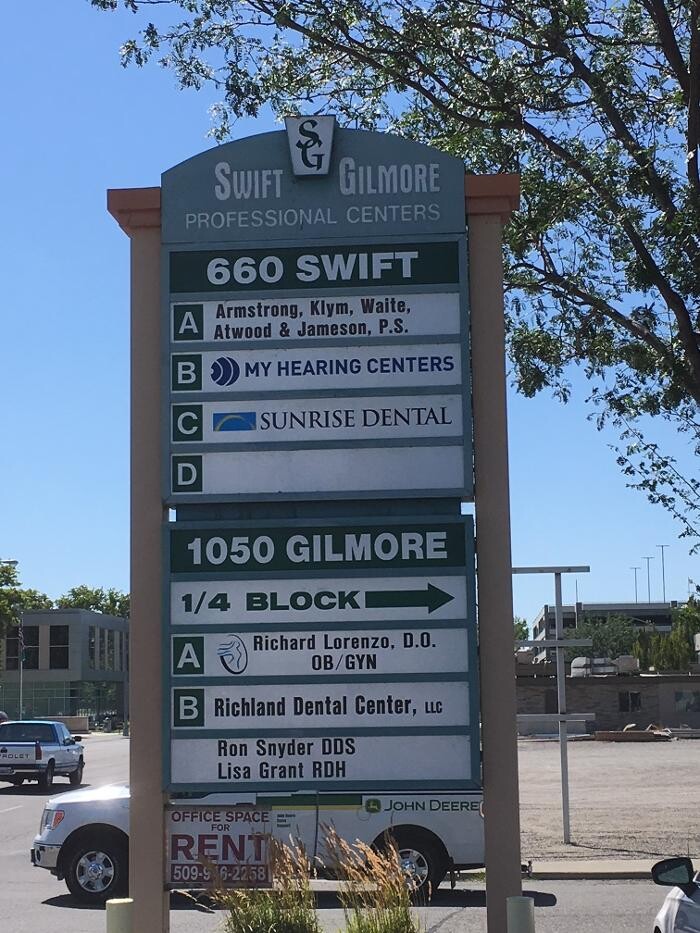 SG
SWIFT GILMORE
PROFESSIONAL CENTERS
660 SWIFT
A Armstrong, Klym, Waite,
Atwood & Jameson, P.S.
B MY HEARING CENTERS
C SUNRISE DENTAL
D
1050 GILMORE
1/4 BLOCK
A Richard Lorenzo, D.O.
OB/GYN
B Richland Dental Center, LLC
Ron Snyder DDS
Lisa Grant RDH
JOHN DEERE
OFFICE SPACE
FOR
RENT